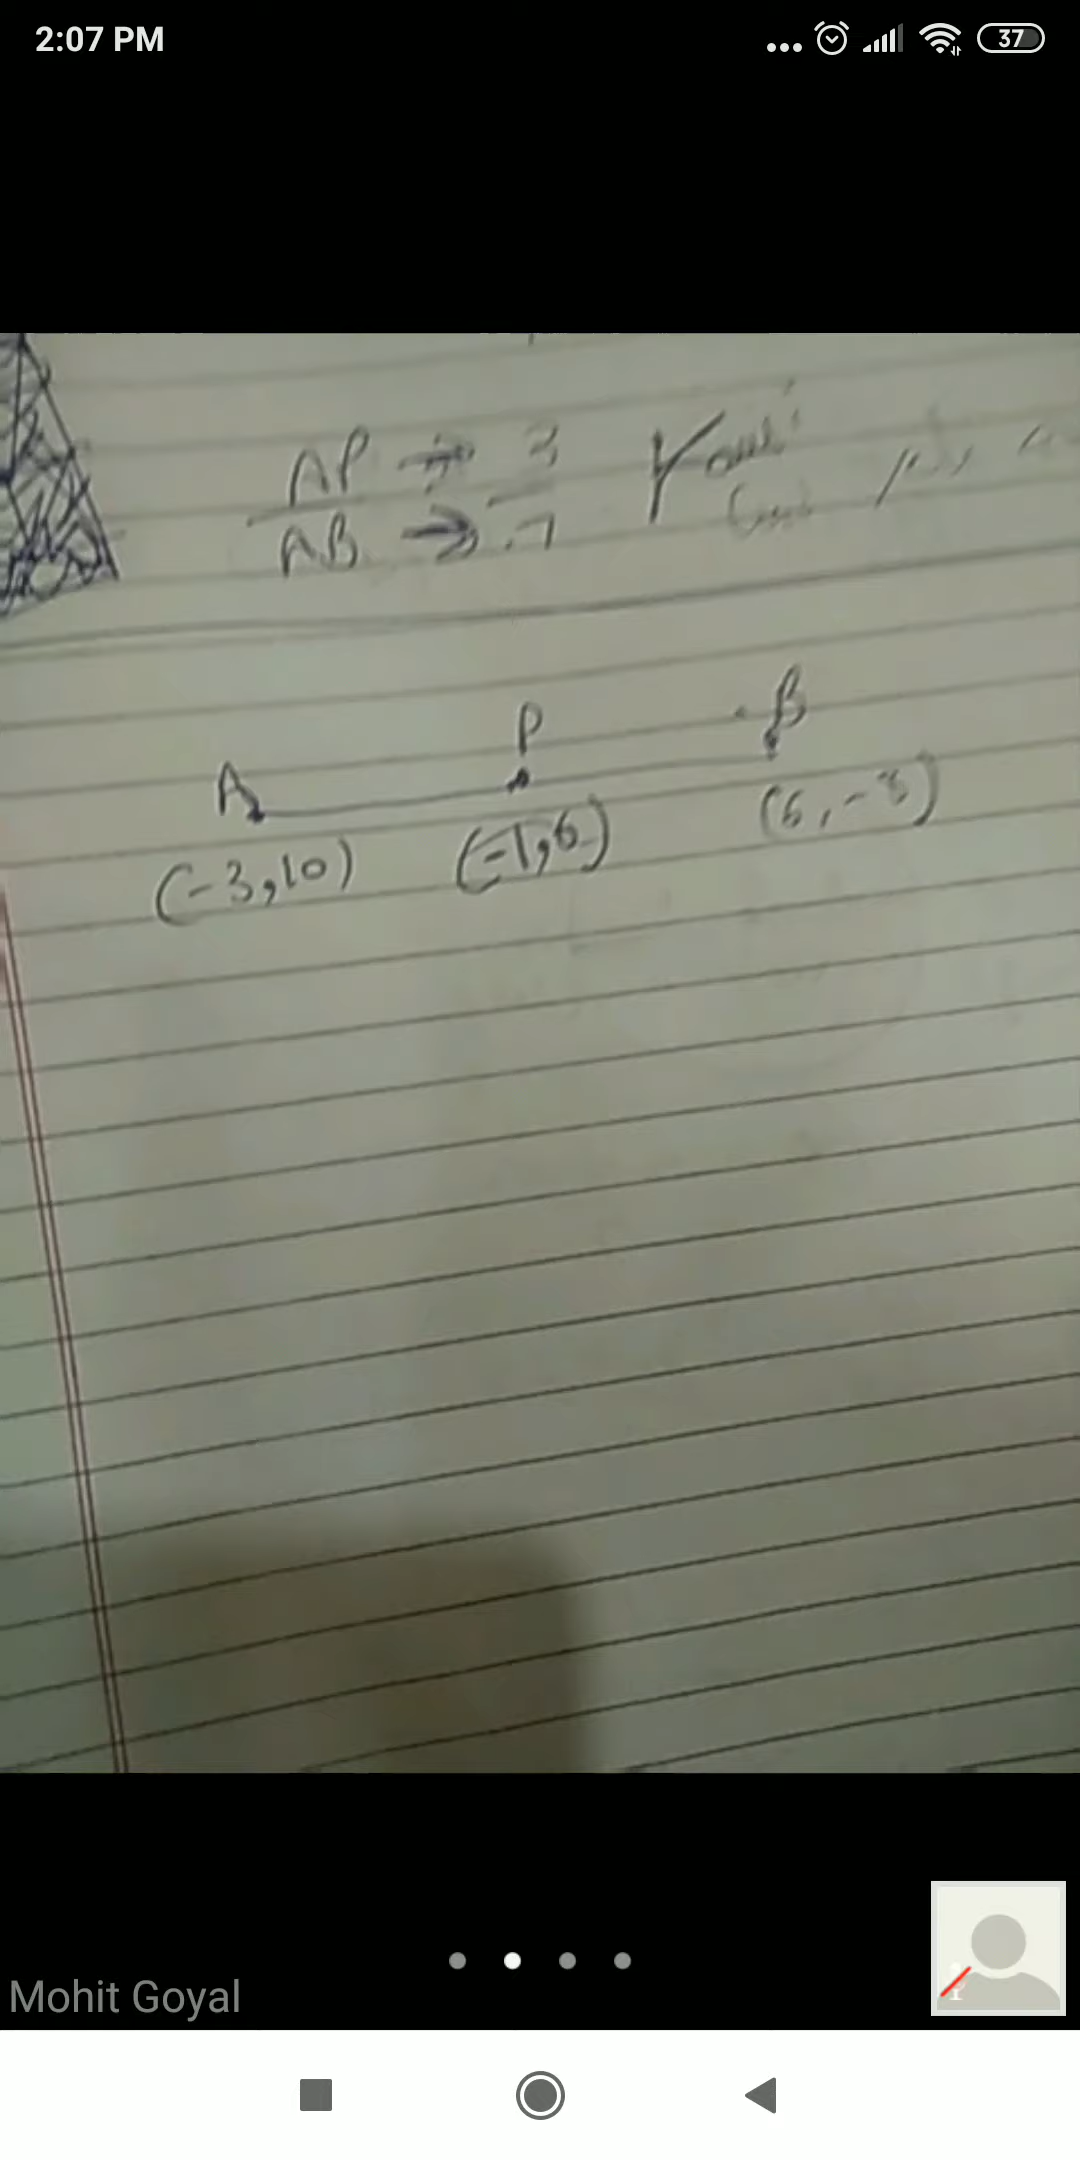 2:07 PM
37
AP → 3
AB → 7
A P B
(-3,10) (-1,6) (6,-8)
Mohit Goyal